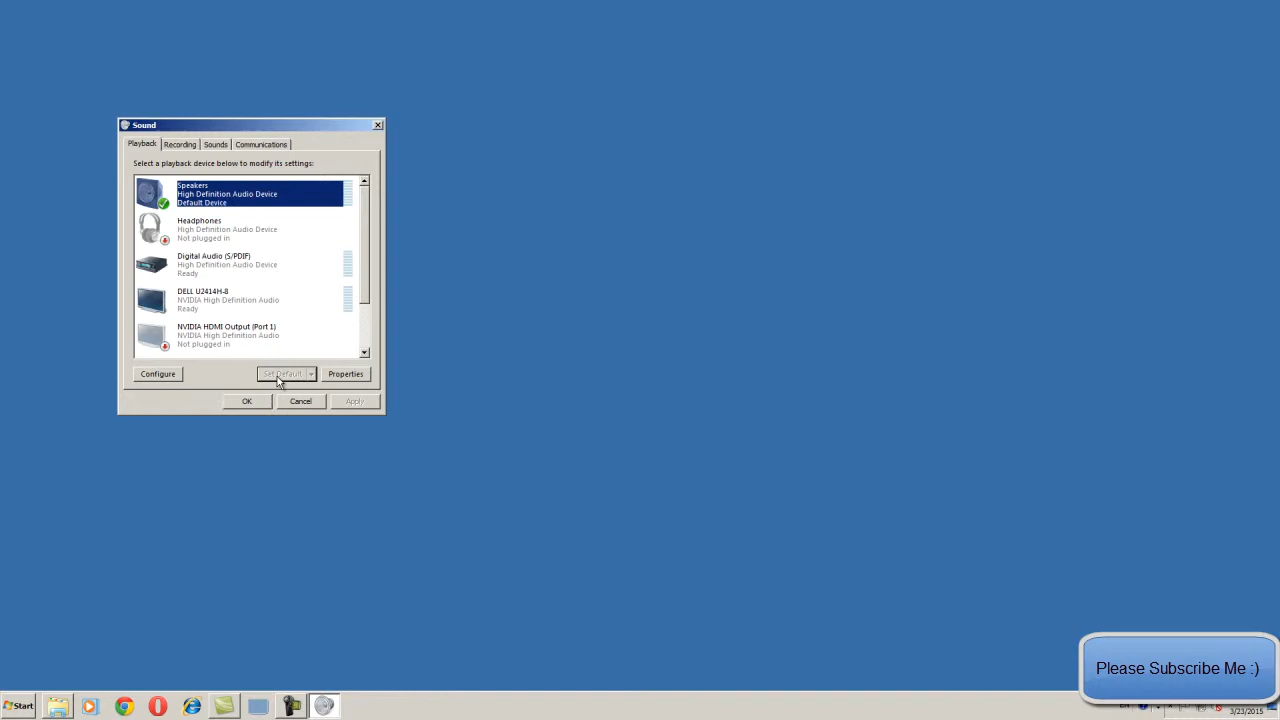 Sound
Playback
Recording
Sounds
Communications
Select a playback device below to modify its settings:
Speakers
High Definition Audio Device
Default Device
Headphones
High Definition Audio Device
Not plugged in
Digital Audio (S/PDIF)
High Definition Audio Device
Ready
DELL U2414H-8
NVIDIA High Definition Audio
Ready
NVIDIA HDMI Output (Port 1)
NVIDIA High Definition Audio
Not plugged in
Configure
Set Default
Properties
OK
Cancel
Apply
Please Subscribe Me :)
Start
3/23/2015